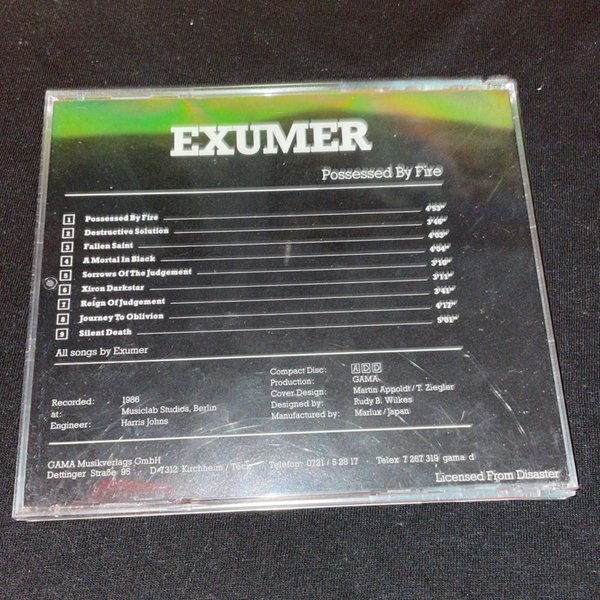 EXUMER
Possessed By Fire
1 Possessed By Fire 4'53"
2 Destructive Solution 3'48"
3 Fallen Saint 4'03"
4 A Mortal In Black 4'04"
5 Sorrows Of The Judgement 3'10"
6 Xiron Darkstar 3'11"
7 Reign Of Judgement 3'41"
8 Journey To Oblivion 4'12"
9 Silent Death 5'01"
All songs by Exumer
Recorded: 1986
at: Musiclab Studios, Berlin
Engineer: Harris Johns
Compact Disc: ADD
Production: GAMA
Cover Design: Martin Appoldt / T. Ziegler
Designed by: Rudy B. Wilkes
Manufactured by: Marlux / Japan
GAMA Musikverlags GmbH
Dettinger Straße 95 · D-7312 Kirchheim / Teck · Telefon: 0721 / 5 28 17 · Telex 7 267 319 gama d
Licensed From Disaster